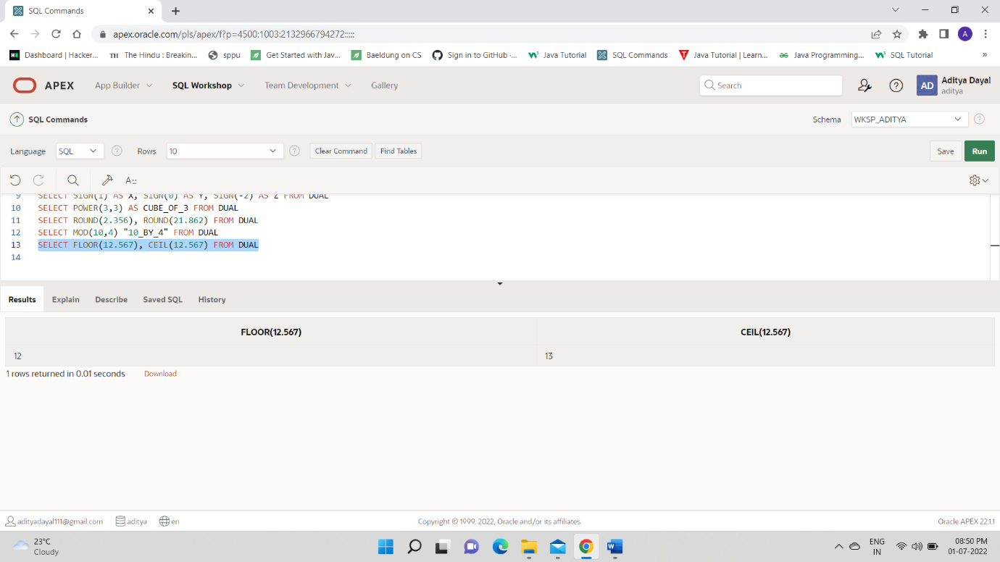 SQL Commands
apex.oracle.com/pls/apex/f?p=4500:1003:2132966794272:::::
A
Dashboard | Hacker... TH The Hindu : Breakin... sppu Get Started with Jav... Baeldung on CS Sign in to GitHub ·... Java Tutorial SQL Commands Java Tutorial | Learn... Java Programming... SQL Tutorial »
APEX App Builder SQL Workshop Team Development Gallery Search AD Aditya Dayal
aditya
SQL Commands Schema WKSP_ADITYA
Language SQL Rows 10 Clear Command Find Tables Save Run
9 SELECT SIGN(1) AS X, SIGN(0) AS Y, SIGN(-2) AS Z FROM DUAL
10 SELECT POWER(3,3) AS CUBE_OF_3 FROM DUAL
11 SELECT ROUND(2.356), ROUND(21.862) FROM DUAL
12 SELECT MOD(10,4) "10_BY_4" FROM DUAL
13 SELECT FLOOR(12.567), CEIL(12.567) FROM DUAL
14
Results Explain Describe Saved SQL History
FLOOR(12.567) CEIL(12.567)
12 13
1 rows returned in 0.01 seconds Download
adityadayal111@gmail.com aditya en Copyright © 1999, 2022, Oracle and/or its affiliates. Oracle APEX 22.1.1
23°C
Cloudy
ENG
IN
08:50 PM
01-07-2022